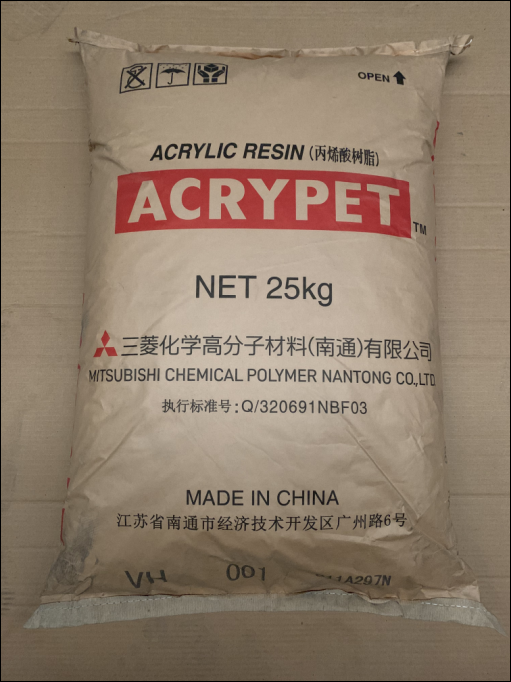 OPEN
ACRYLIC RESIN (丙烯酸树脂)
ACRYPET TM
NET 25kg
三菱化学高分子材料(南通)有限公司
MITSUBISHI CHEMICAL POLYMER NANTONG CO.,LTD
执行标准号:Q/320691NBF03
MADE IN CHINA
江苏省南通市经济技术开发区广州路6号
VH 001